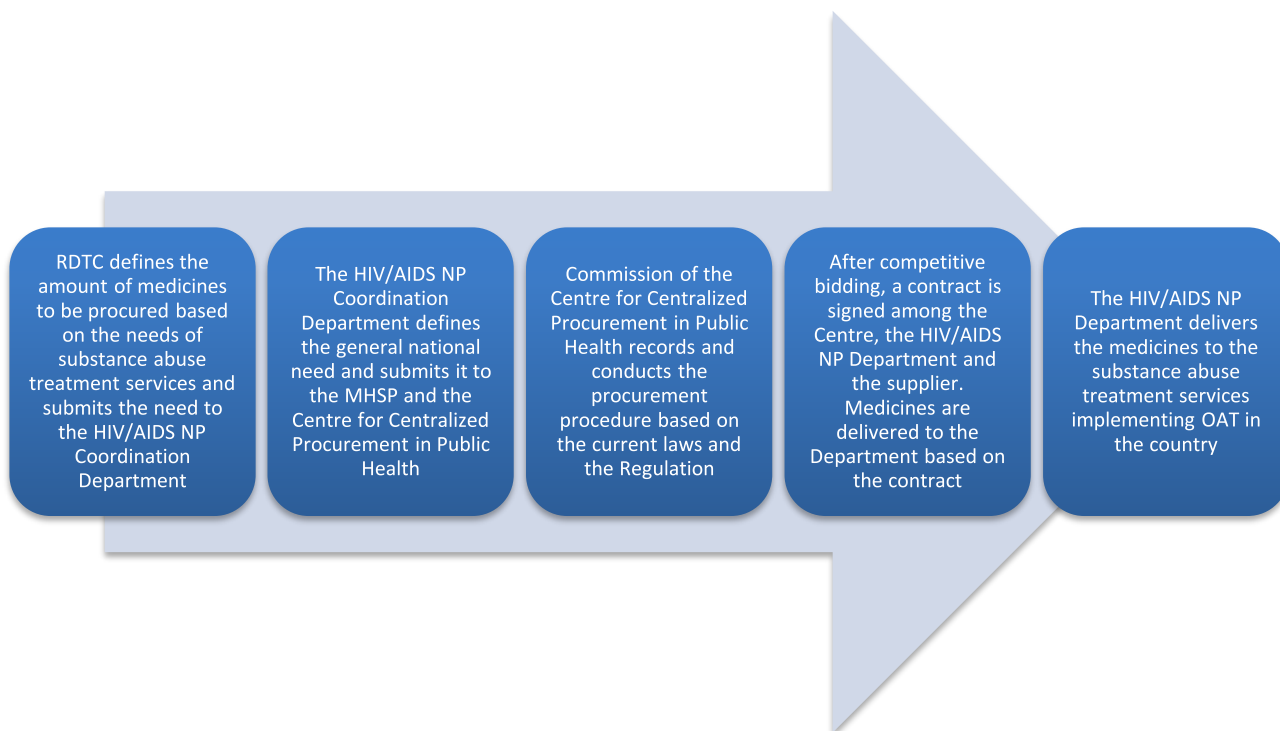 RDTC defines the
amount of medicines
to be procured based
on the needs of
substance abuse
treatment services and
submits the need to
the HIV/AIDS NP
Coordination
Department
The HIV/AIDS NP
Coordination
Department defines
the general national
need and submits it to
the MHSP and the
Centre for Centralized
Procurement in Public
Health
Commission of the
Centre for Centralized
Procurement in Public
Health records and
conducts the
procurement
procedure based on
the current laws and
the Regulation
After competitive
bidding, a contract is
signed among the
Centre, the HIV/AIDS
NP Department and
the supplier.
Medicines are
delivered to the
Department based on
the contract
The HIV/AIDS NP
Department delivers
the medicines to the
substance abuse
treatment services
implementing OAT in
the country